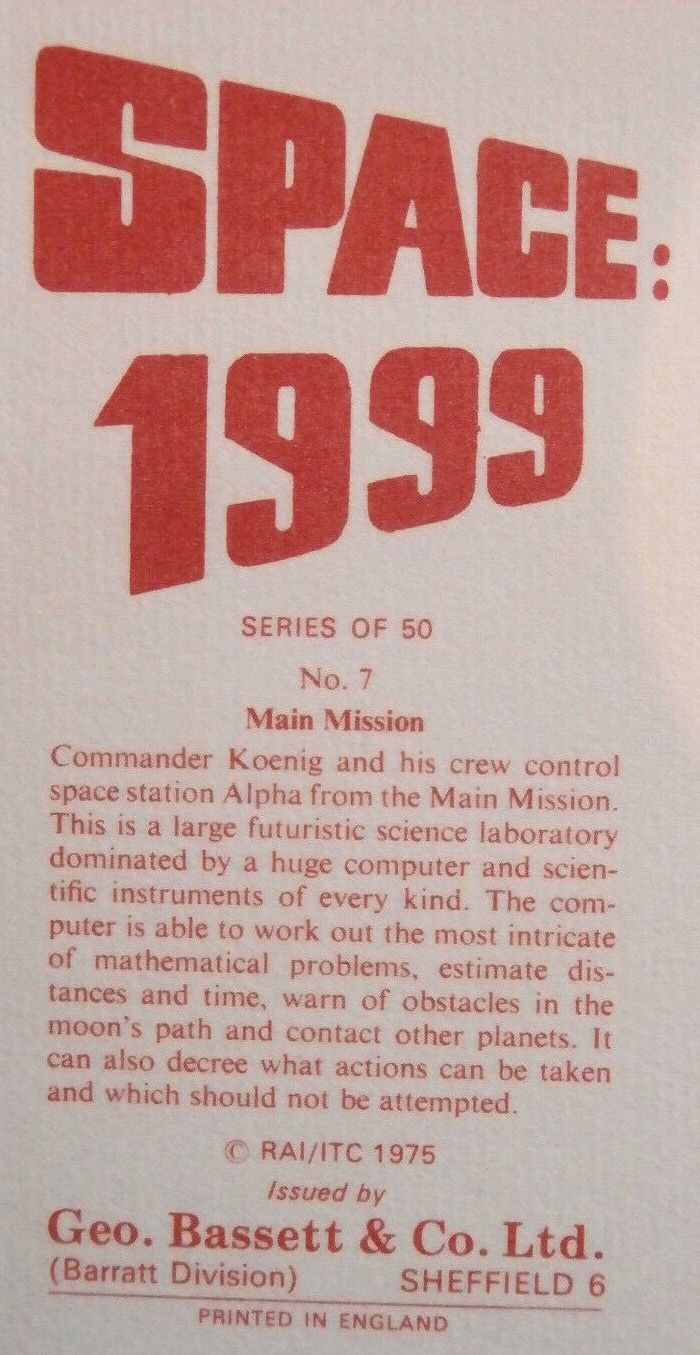 SPACE:
1999
SERIES OF 50
No. 7
Main Mission
Commander Koenig and his crew control
space station Alpha from the Main Mission.
This is a large futuristic science laboratory
dominated by a huge computer and scien-
tific instruments of every kind. The com-
puter is able to work out the most intricate
of mathematical problems, estimate dis-
tances and time, warn of obstacles in the
moon's path and contact other planets. It
can also decree what actions can be taken
and which should not be attempted.
© RAI/ITC 1975
Issued by
Geo. Bassett & Co. Ltd.
(Barratt Division) SHEFFIELD 6
PRINTED IN ENGLAND